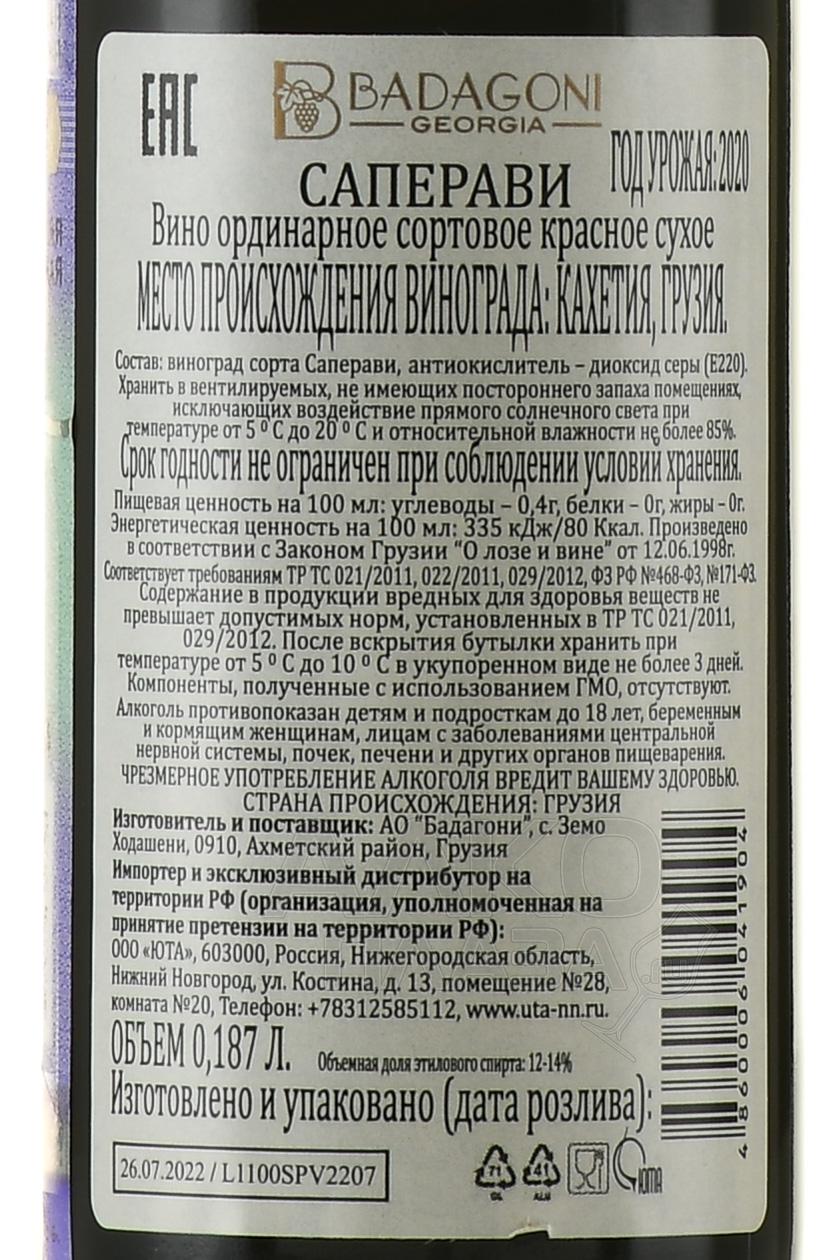 ЕАС
BADAGONI
GEORGIA
ГОД УРОЖАЯ: 2020
САПЕРАВИ
Вино ординарное сортовое красное сухое
МЕСТО ПРОИСХОЖДЕНИЯ ВИНОГРАДА: КАХЕТИЯ, ГРУЗИЯ.
Состав: виноград сорта Саперави, антиокислитель – диоксид серы (Е220).
Хранить в вентилируемых, не имеющих постороннего запаха помещениях,
исключающих воздействие прямого солнечного света при
температуре от 5 ⁰ С до 20 ⁰ С и относительной влажности не более 85%.
Срок годности не ограничен при соблюдении условий хранения.
Пищевая ценность на 100 мл: углеводы – 0,4г, белки – 0г, жиры – 0г.
Энергетическая ценность на 100 мл: 335 кДж/80 Ккал. Произведено
в соответствии с Законом Грузии "О лозе и вине" от 12.06.1998г.
Соответствует требованиям ТР ТС 021/2011, 022/2011, 029/2012, ФЗ РФ №468-ФЗ, №171-ФЗ.
Содержание в продукции вредных для здоровья веществ не
превышает допустимых норм, установленных в ТР ТС 021/2011,
029/2012. После вскрытия бутылки хранить при
температуре от 5 ⁰ С до 10 ⁰ С в укупоренном виде не более 3 дней.
Компоненты, полученные с использованием ГМО, отсутствуют.
Алкоголь противопоказан детям и подросткам до 18 лет, беременным
и кормящим женщинам, лицам с заболеваниями центральной
нервной системы, почек, печени и других органов пищеварения.
ЧРЕЗМЕРНОЕ УПОТРЕБЛЕНИЕ АЛКОГОЛЯ ВРЕДИТ ВАШЕМУ ЗДОРОВЬЮ.
СТРАНА ПРОИСХОЖДЕНИЯ: ГРУЗИЯ
Изготовитель и поставщик: АО "Бадагони", с. Земо
Ходашени, 0910, Ахметский район, Грузия
Импортер и эксклюзивный дистрибутор на
территории РФ (организация, уполномоченная на
принятие претензии на территории РФ):
ООО «ЮТА», 603000, Россия, Нижегородская область,
Нижний Новгород, ул. Костина, д. 13, помещение №28,
комната №20, Телефон: +78312585112, www.uta-nn.ru.
4860006041904
ОБЪЕМ 0,187 Л.
Объемная доля этилового спирта: 12-14%
Изготовлено и упаковано (дата розлива):
26.07.2022 / L1100SPV2207
71
GL
41
ALU
юта